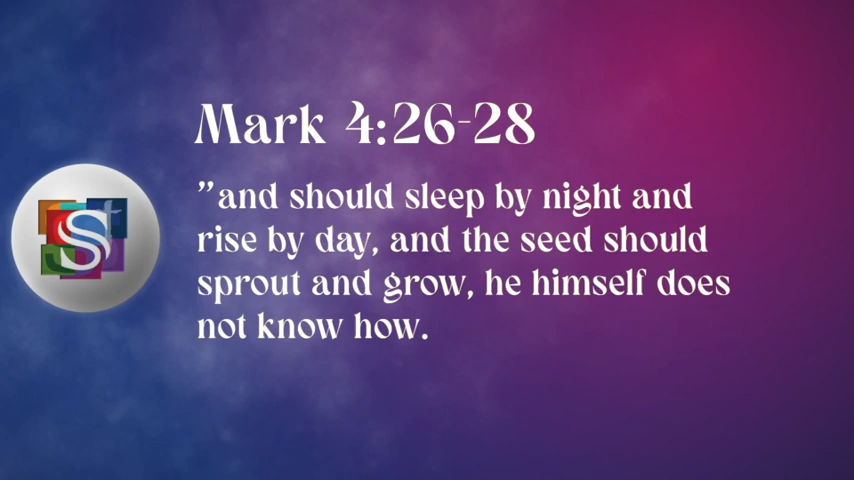 Mark 4:26-28
"and should sleep by night and
rise by day, and the seed should
sprout and grow, he himself does
not know how.